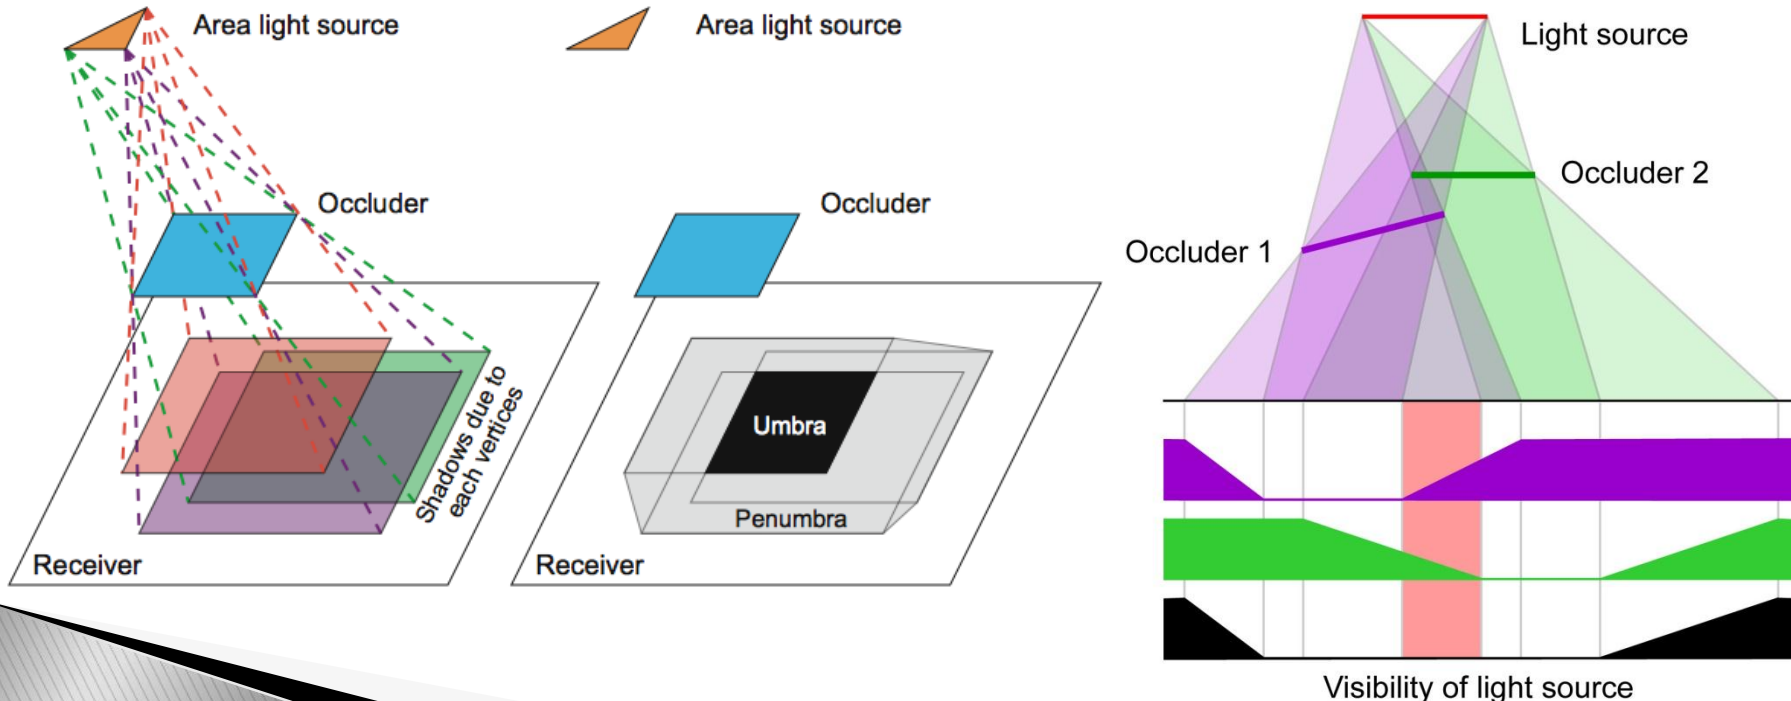 Area light source
Occluder
Shadows due to
each vertices
Receiver
Area light source
Occluder
Umbra
Penumbra
Receiver
Light source
Occluder 2
Occluder 1
Visibility of light source